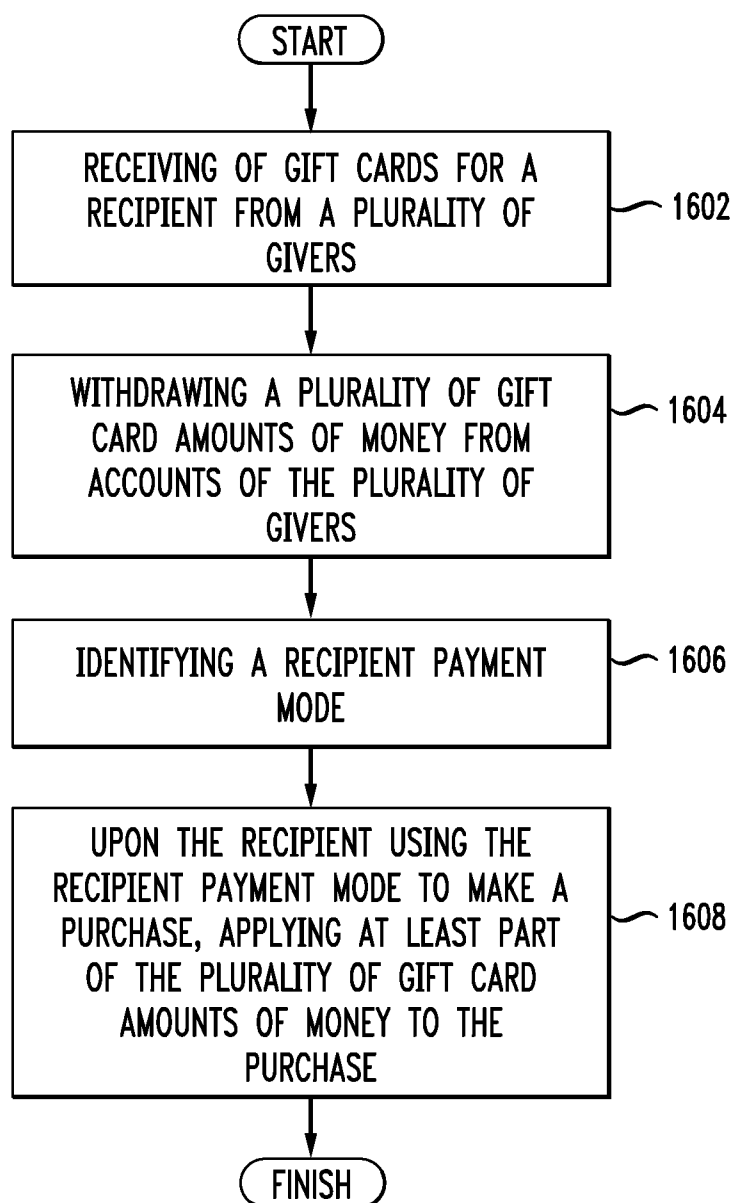 START
RECEIVING OF GIFT CARDS FOR A
RECIPIENT FROM A PLURALITY OF
GIVERS
1602
WITHDRAWING A PLURALITY OF GIFT
CARD AMOUNTS OF MONEY FROM
ACCOUNTS OF THE PLURALITY OF
GIVERS
1604
IDENTIFYING A RECIPIENT PAYMENT
MODE
1606
UPON THE RECIPIENT USING THE
RECIPIENT PAYMENT MODE TO MAKE A
PURCHASE, APPLYING AT LEAST PART
OF THE PLURALITY OF GIFT CARD
AMOUNTS OF MONEY TO THE
PURCHASE
1608
FINISH